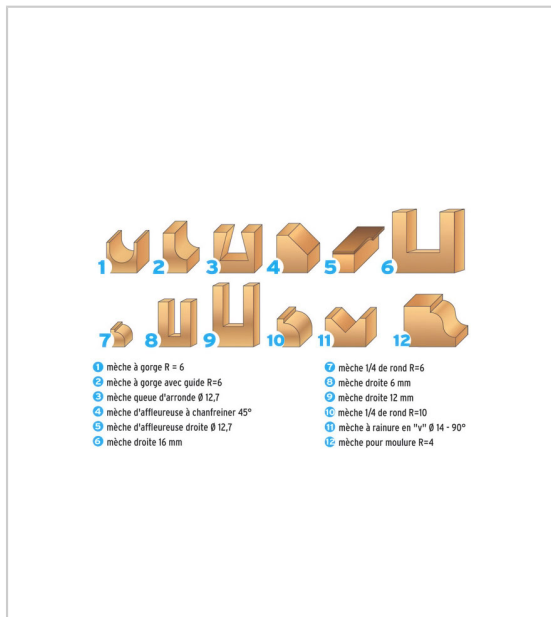 1 2 3 4 5 6
7 8 9 10 11 12
1 mèche à gorge R = 6
2 mèche à gorge avec guide R=6
3 mèche queue d'arronde Ø 12,7
4 mèche d'affleureuse à chanfreiner 45°
5 mèche d'affleureuse droite Ø 12,7
6 mèche droite 16 mm
7 mèche 1/4 de rond R=6
8 mèche droite 6 mm
9 mèche droite 12 mm
10 mèche 1/4 de rond R=10
11 mèche à rainure en "v" Ø 14 - 90°
12 mèche pour moulure R=4